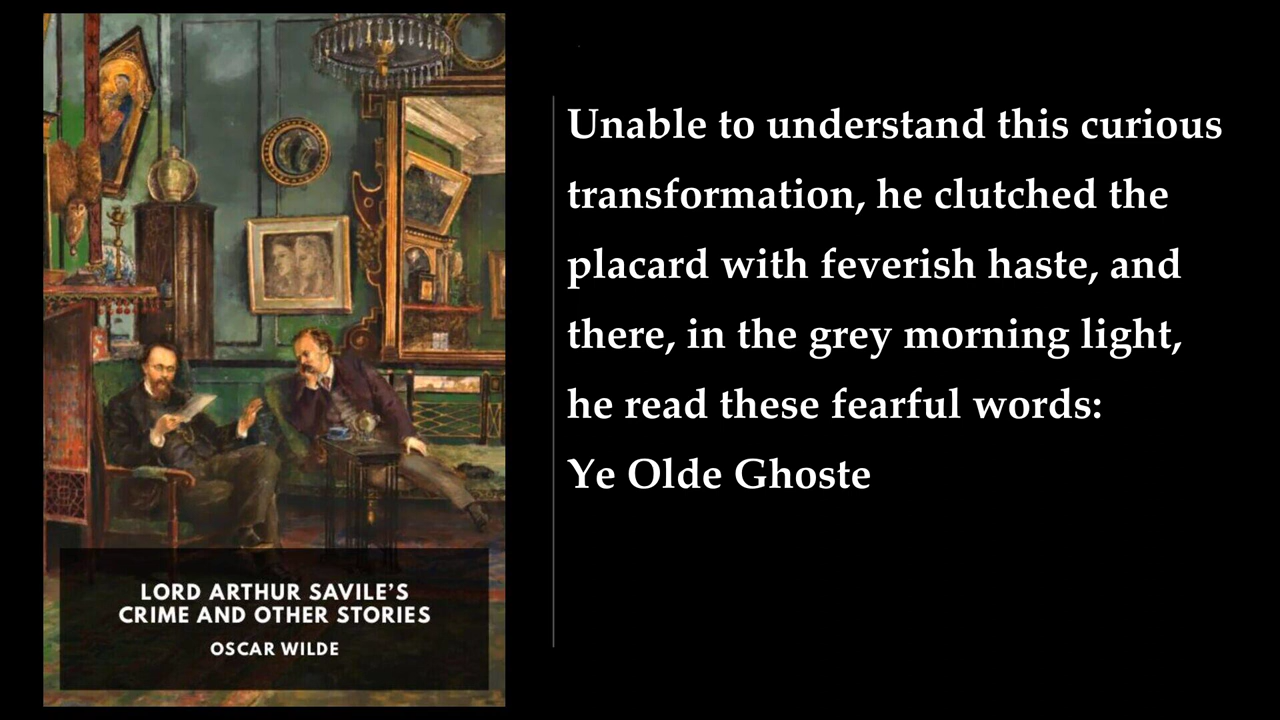 Unable to understand this curious
transformation, he clutched the
placard with feverish haste, and
there, in the grey morning light,
he read these fearful words:
Ye Olde Ghoste
LORD ARTHUR SAVILE’S
CRIME AND OTHER STORIES
OSCAR WILDE